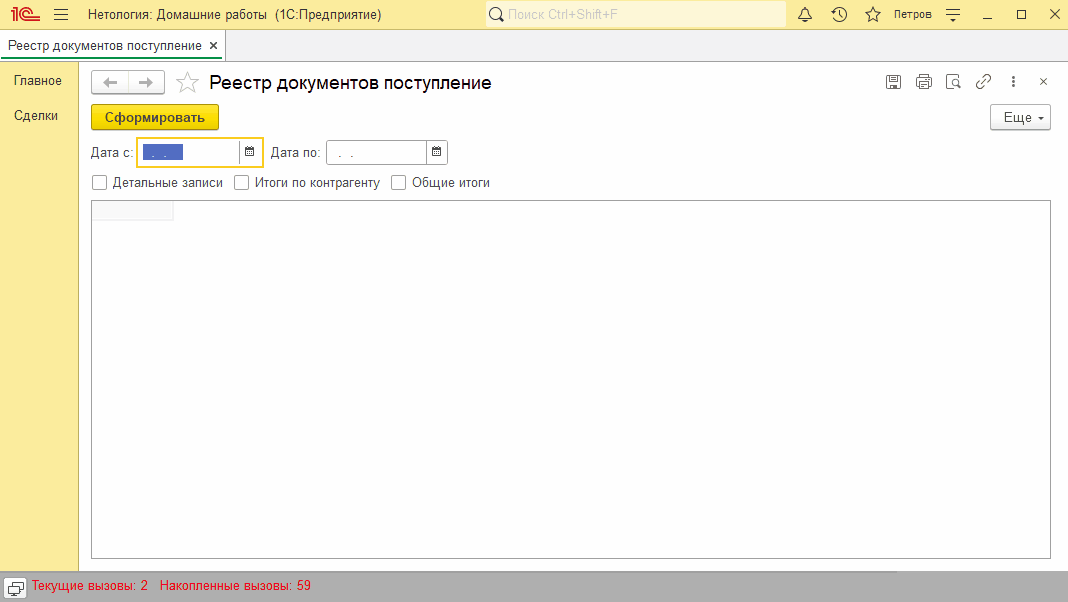 1С Нетология: Домашние работы (1С:Предприятие) Поиск Ctrl+Shift+F Петров
Реестр документов поступление ×
Главное
Сделки
Реестр документов поступление
Сформировать
Еще
Дата с: . . Дата по: . .
Детальные записи Итоги по контрагенту Общие итоги
Текущие вызовы: 2 Накопленные вызовы: 59